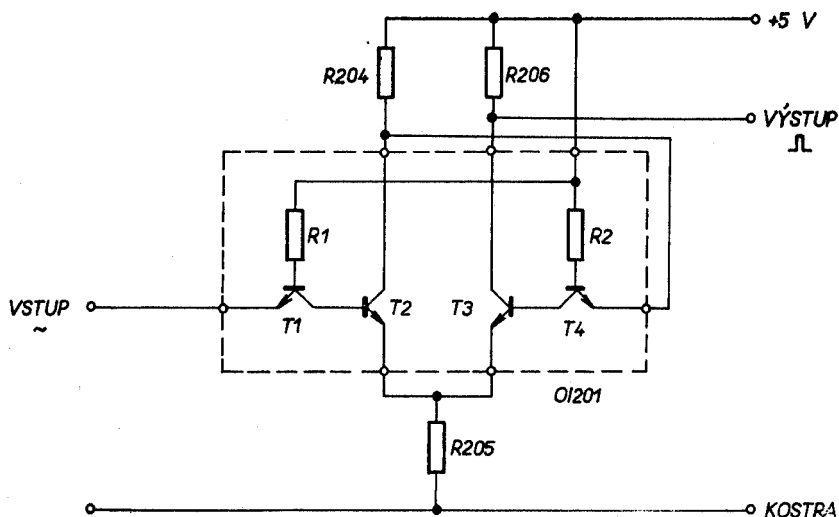 +5 V
R204
R206
VÝSTUP
R1
R2
VSTUP
~
T1
T2
T3
T4
OI201
R205
KOSTRA